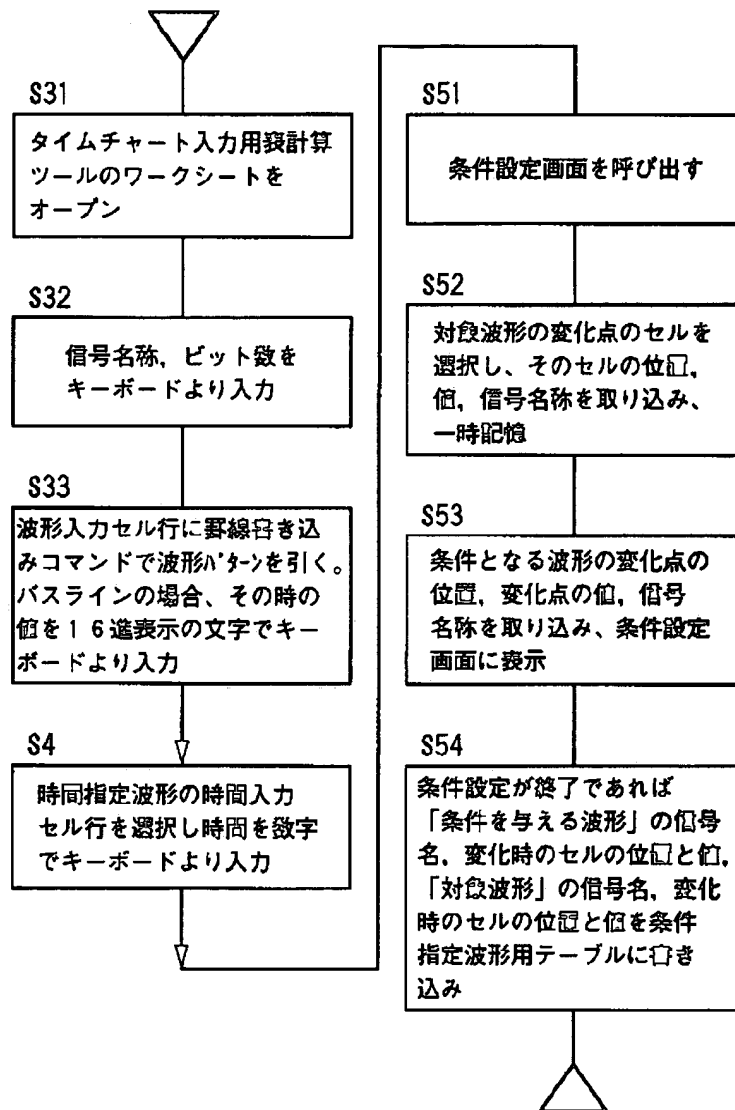 S31
タイムチャート入力用表計算
ツールのワークシートを
オープン
S32
信号名称，ビット数を
キーボードより入力
S33
波形入力セル行に罫線書き込
みコマンドで波形パターンを引く。
バスラインの場合、その時の
値を１６進表示の文字でキー
ボードより入力
S4
時間指定波形の時間入力
セル行を選択し時間を数字
でキーボードより入力
S51
条件設定画面を呼び出す
S52
対象波形の変化点のセルを
選択し、そのセルの位置，
値，信号名称を取り込み、
一時記憶
S53
条件となる波形の変化点の
位置，変化点の値，信号
名称を取り込み、条件設定
画面に表示
S54
条件設定が終了であれば
「条件を与える波形」の信号
名，変化時のセルの位置と値，
「対象波形」の信号名，変化
時のセルの位置と値を条件
指定波形用テーブルに書き
込み